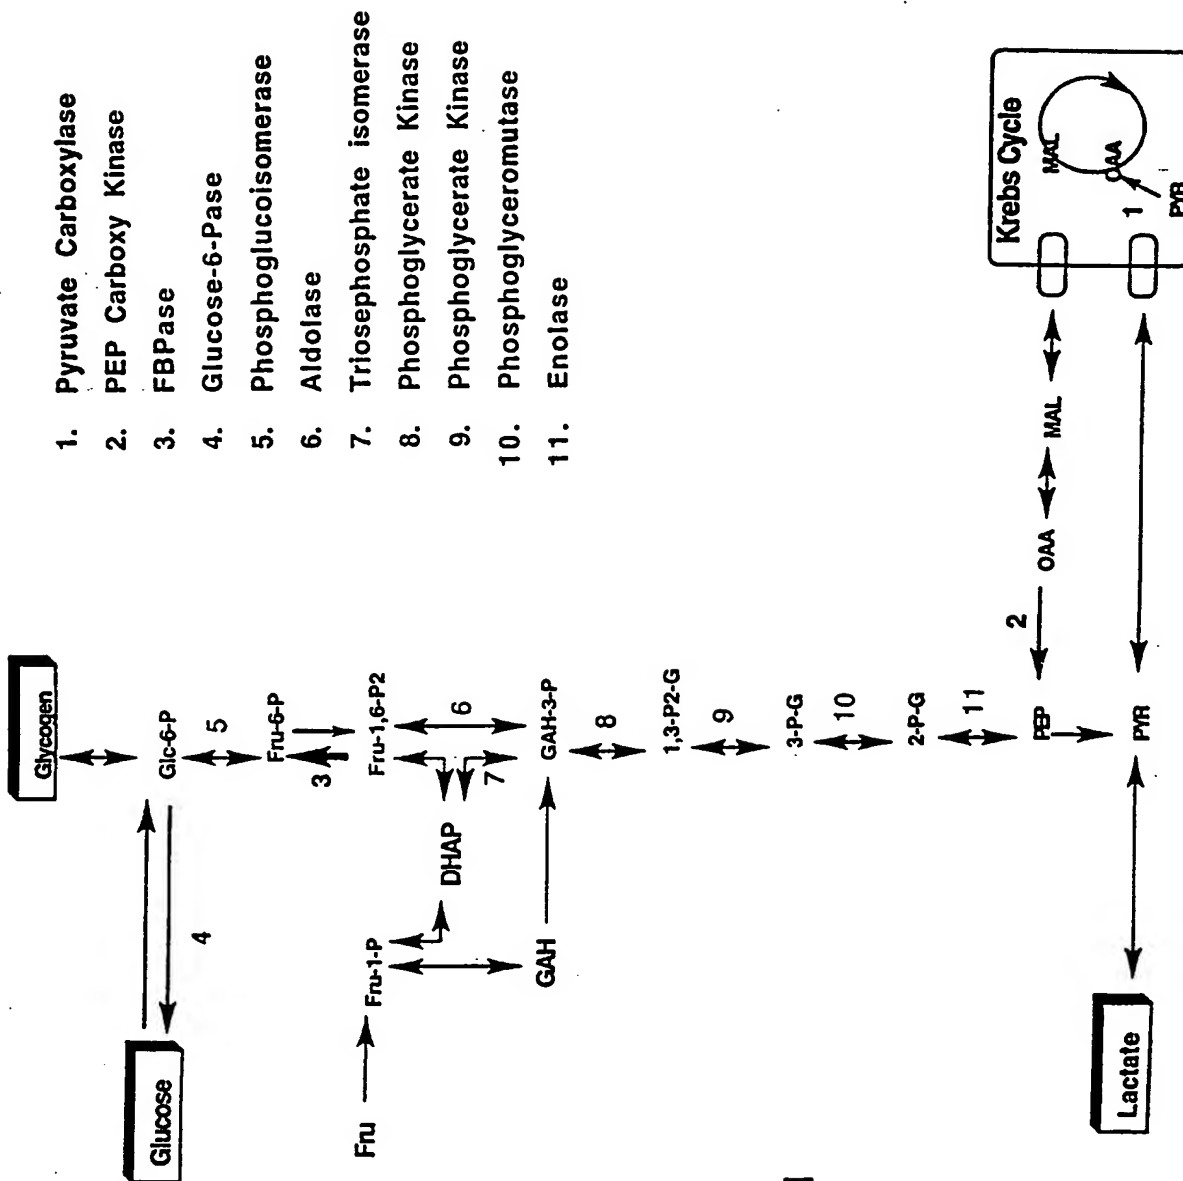 1. Pyruvate Carboxylase
2. PEP Carboxy Kinase
3. FBPase
4. Glucose-6-Pase
5. Phosphoglucoisomerase
6. Aldolase
7. Triosephosphate isomerase
8. Phosphoglycerate Kinase
9. Phosphoglycerate Kinase
10. Phosphoglyceromutase
11. Enolase
Glycogen
Glucose
4
Glc-6-P
5
Fru-6-P
3
Fru
Fru-1-P
Fru-1,6-P2
DHAP
6
7
GAH
GAH-3-P
8
1,3-P2-G
9
3-P-G
10
2-P-G
11
PEP
2
OAA
MAL
Krebs Cycle
MAL
OAA
1
PYR
Lactate
PYR